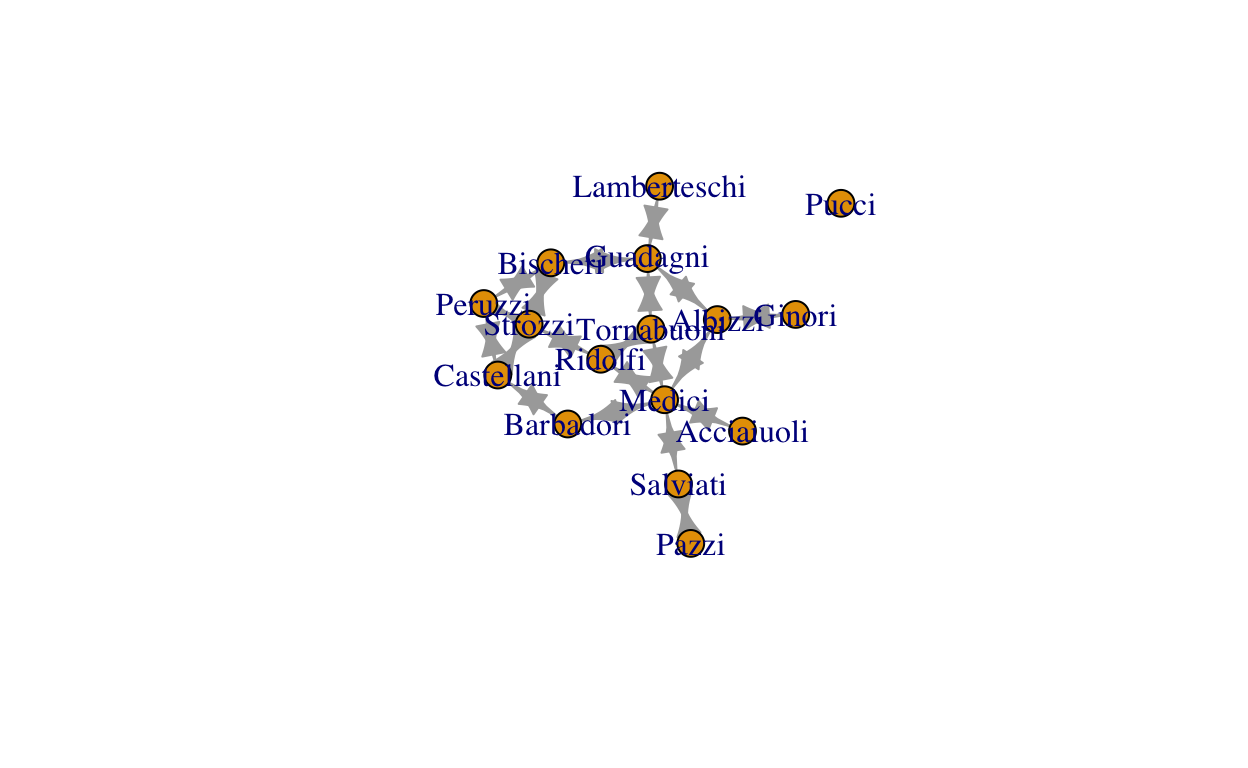 Lamberteschi
Pucci
Guadagni
Bischeri
Peruzzi
Ginori
Albizzi
Strozzi
Tornabuoni
Ridolfi
Castellani
Medici
Barbadori
Acciaiuoli
Salviati
Pazzi